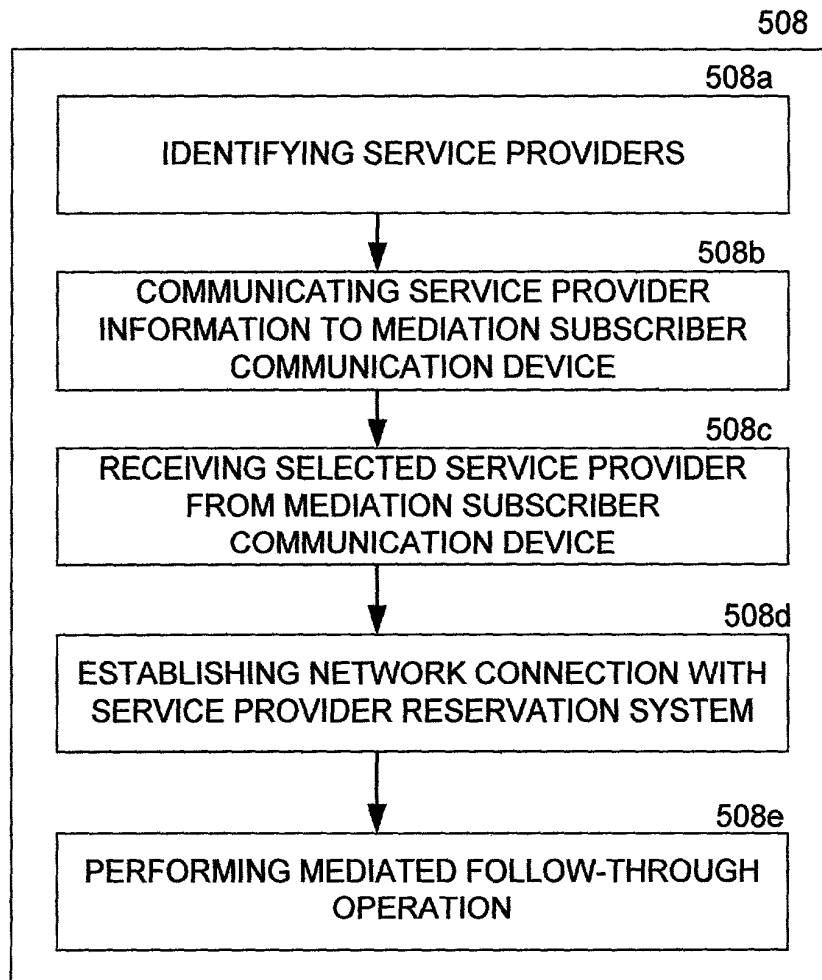 508
508a
IDENTIFYING SERVICE PROVIDERS
508b
COMMUNICATING SERVICE PROVIDER
INFORMATION TO MEDIATION SUBSCRIBER
COMMUNICATION DEVICE
508c
RECEIVING SELECTED SERVICE PROVIDER
FROM MEDIATION SUBSCRIBER
COMMUNICATION DEVICE
508d
ESTABLISHING NETWORK CONNECTION WITH
SERVICE PROVIDER RESERVATION SYSTEM
508e
PERFORMING MEDIATED FOLLOW-THROUGH
OPERATION